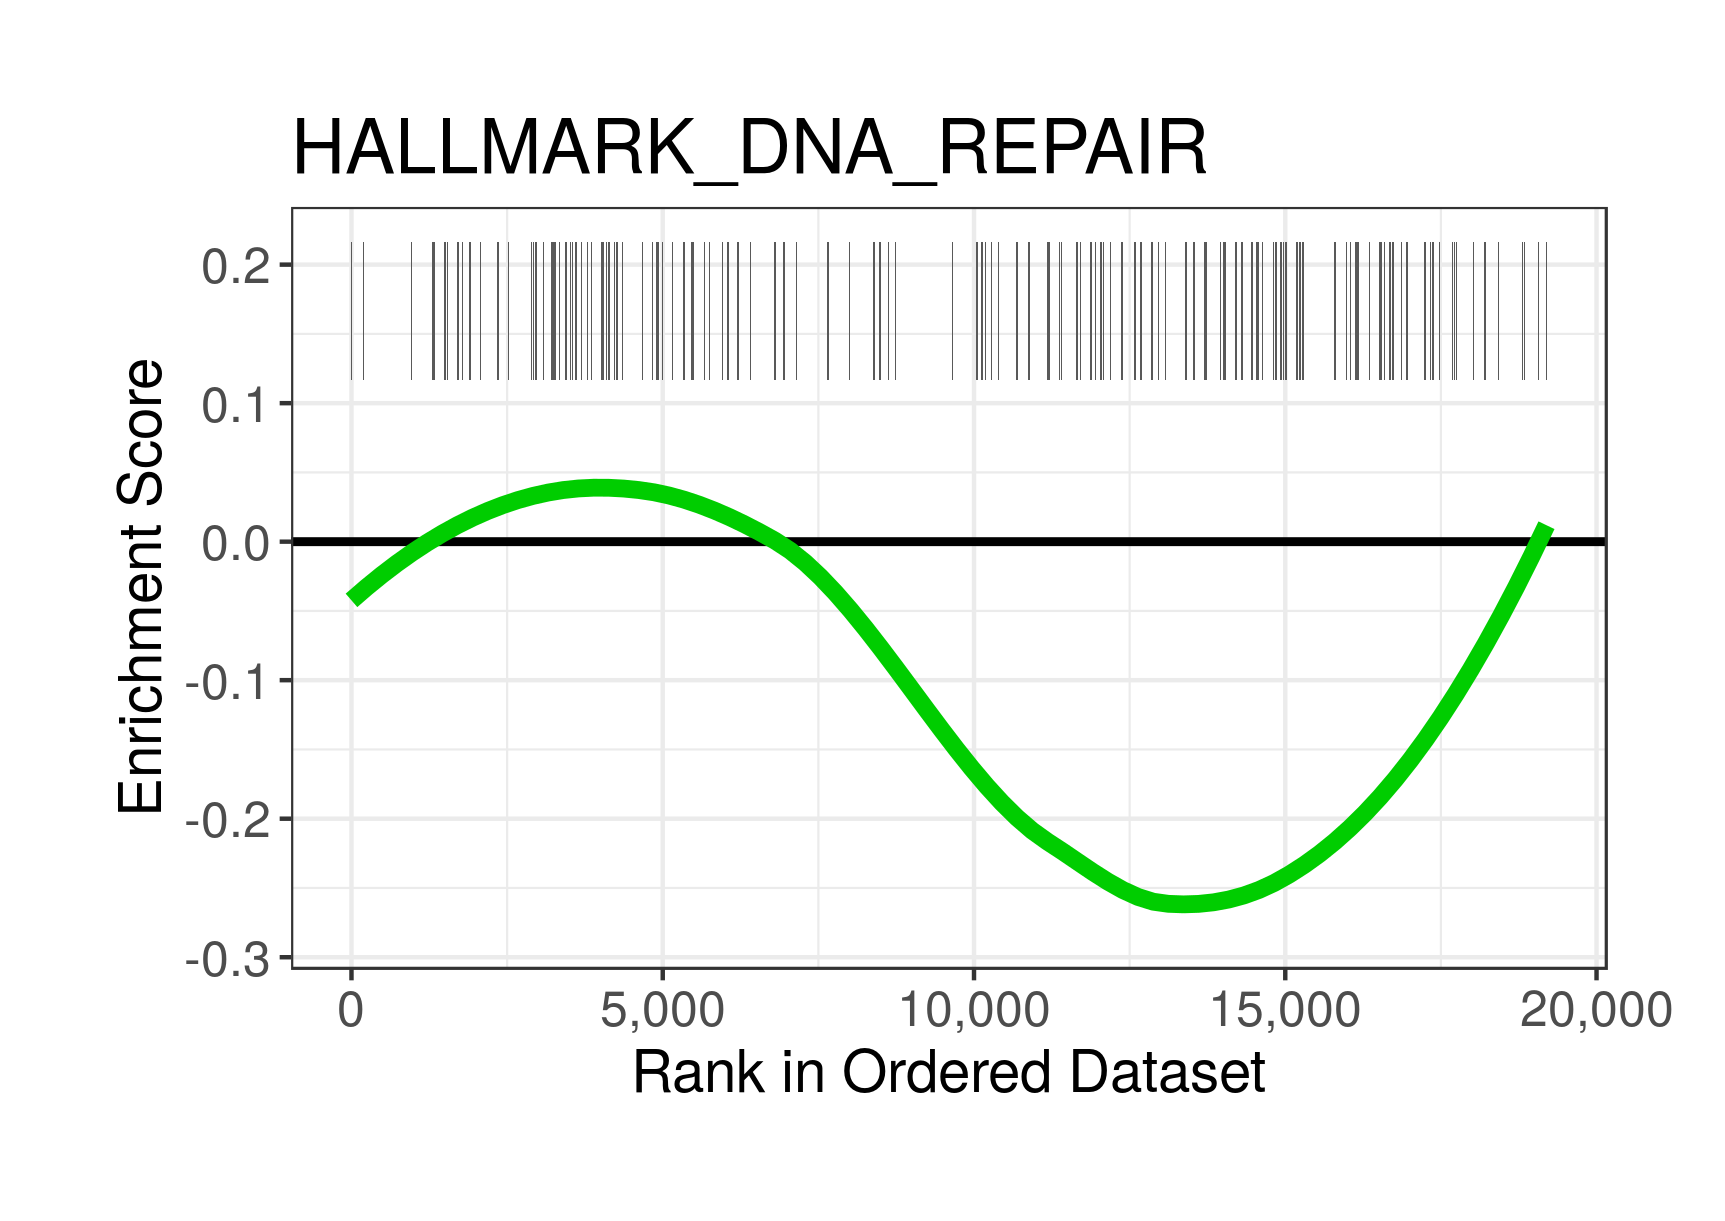 HALLMARK_DNA_REPAIR
Enrichment Score
0.2
0.1
0.0
-0.1
-0.2
-0.3
0 5,000 10,000 15,000 20,000
Rank in Ordered Dataset